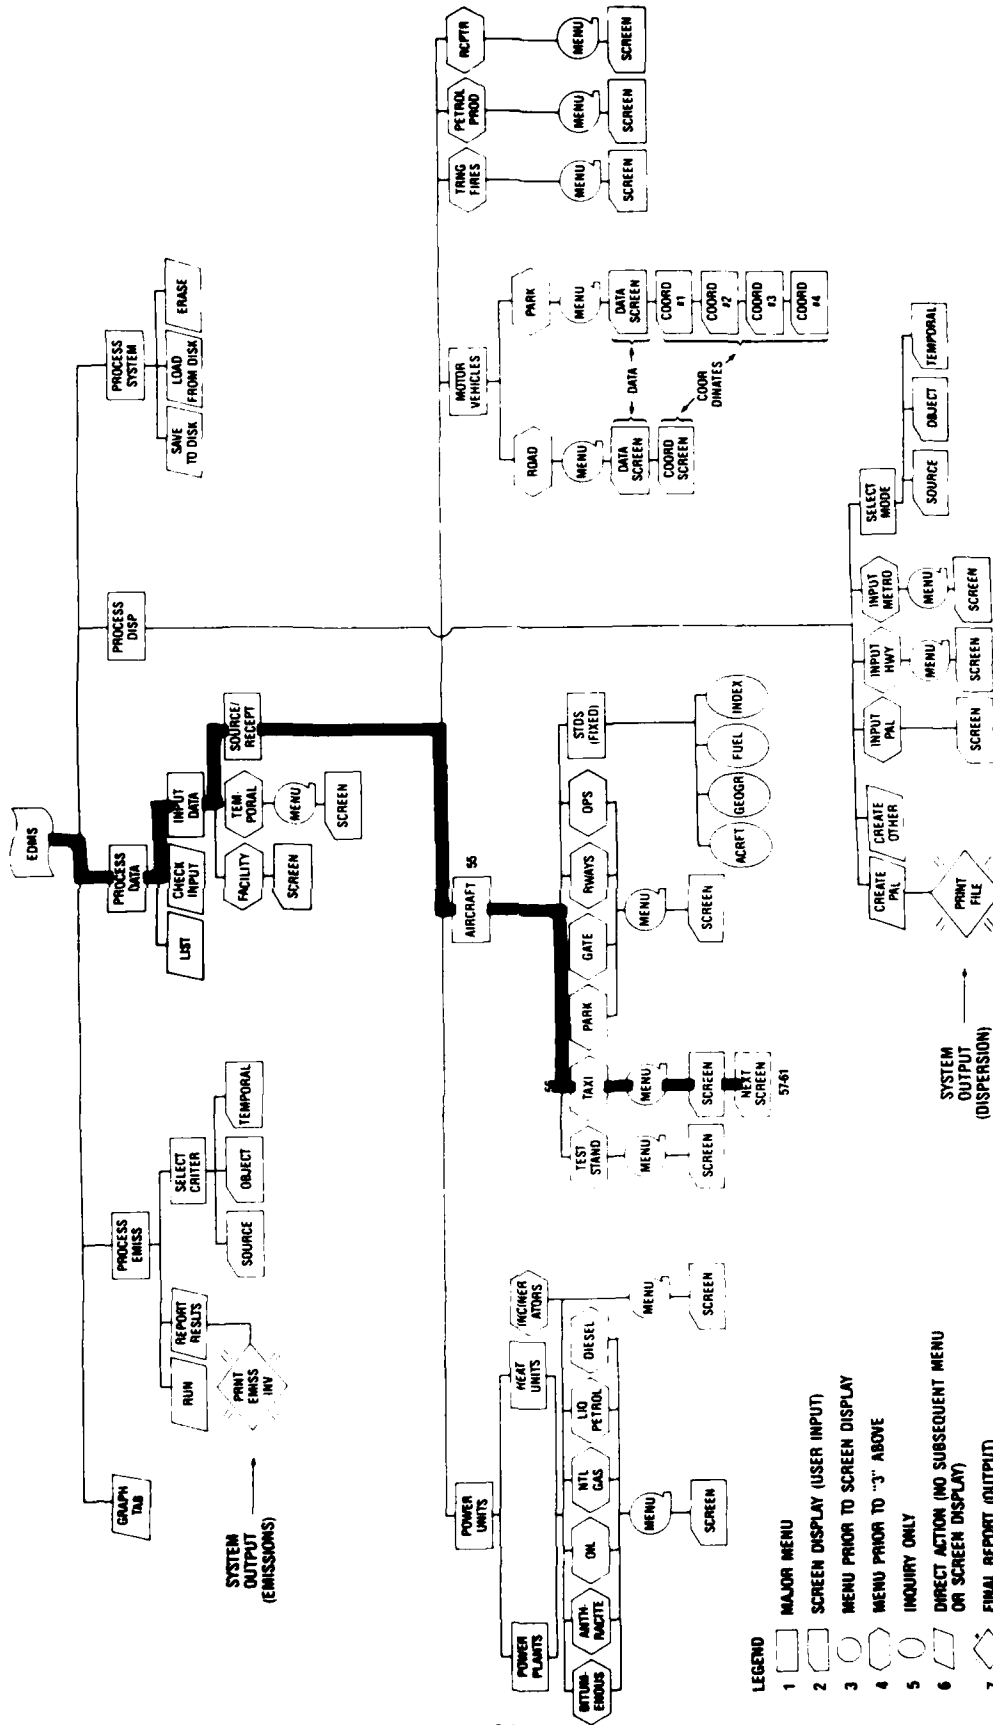 EDMS
GRAPH
TAB
PROCESS
EMISS
PROCESS
DATA
PROCESS
DISP
PROCESS
SYSTEM
RUN
REPORT
RESLTS
SELECT
CRITER
LIST
CHECK
INPUT
INPUT
DATA
SAVE
TO DISK
LOAD
FROM DISK
ERASE
SYSTEM
OUTPUT
(EMISSIONS)
PRNT
EMISS
INV
SOURCE
OBJECT
TEMPORAL
FACILITY
TEM-
PORAL
SOURCE/
RECEPT
SCREEN
MENU
SCREEN
POWER
UNITS
AIRCRAFT
55
MOTOR
VEHICLES
TRNG
FIRES
PETROL
PROD
RCPTR
MENU
MENU
MENU
SCREEN
SCREEN
SCREEN
POWER
PLANTS
HEAT
UNITS
INCINER
ATORS
BITUM-
ENOUS
ANTH-
RACITE
OIL
NTL
GAS
LIQ
PETROL
DIESEL
MENU
SCREEN
MENU
SCREEN
TEST
STAND
56
TAXI
PARK
GATE
RWAYS
OPS
STDS
(FIXED)
MENU
MENU
MENU
SCREEN
SCREEN
SCREEN
NEXT
SCREEN
57-61
ACRFT
GEOGR
FUEL
INDEX
ROAD
PARK
MENU
MENU
DATA
SCREEN
DATA
DATA
SCREEN
COORD
SCREEN
COOR
DINATES
COORD
#1
COORD
#2
COORD
#3
COORD
#4
CREATE
PAL
CREATE
OTHER
INPUT
PAL
INPUT
HWY
INPUT
METRO
SELECT
MODE
SYSTEM
OUTPUT
(DISPERSION)
PRINT
FILE
SCREEN
MENU
SCREEN
MENU
SCREEN
SOURCE
OBJECT
TEMPORAL
LEGEND
1 MAJOR MENU
2 SCREEN DISPLAY (USER INPUT)
3 MENU PRIOR TO SCREEN DISPLAY
4 MENU PRIOR TO "3" ABOVE
5 INQUIRY ONLY
6 DIRECT ACTION (NO SUBSEQUENT MENU
OR SCREEN DISPLAY)
7 FINAL REPORT (OUTPUT)